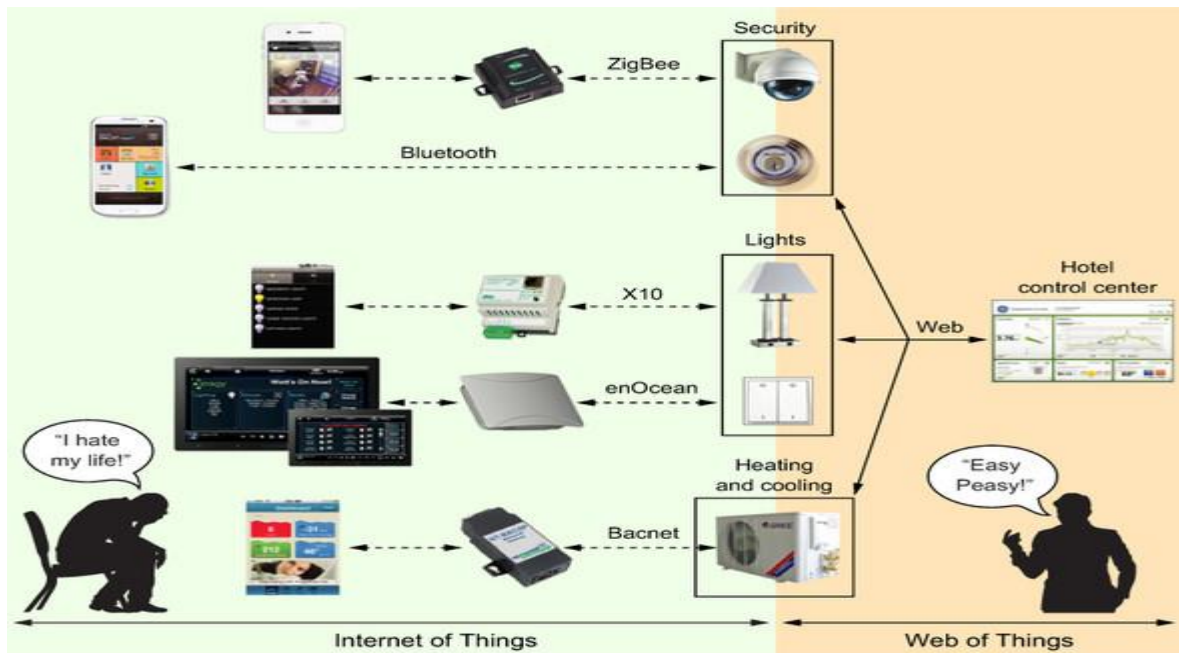 Security
ZigBee
Bluetooth
Lights
X10
Hotel
control center
Web
enOcean
"I hate
my life!"
Heating
and cooling
"Easy
Peasy!"
Bacnet
Internet of Things
Web of Things